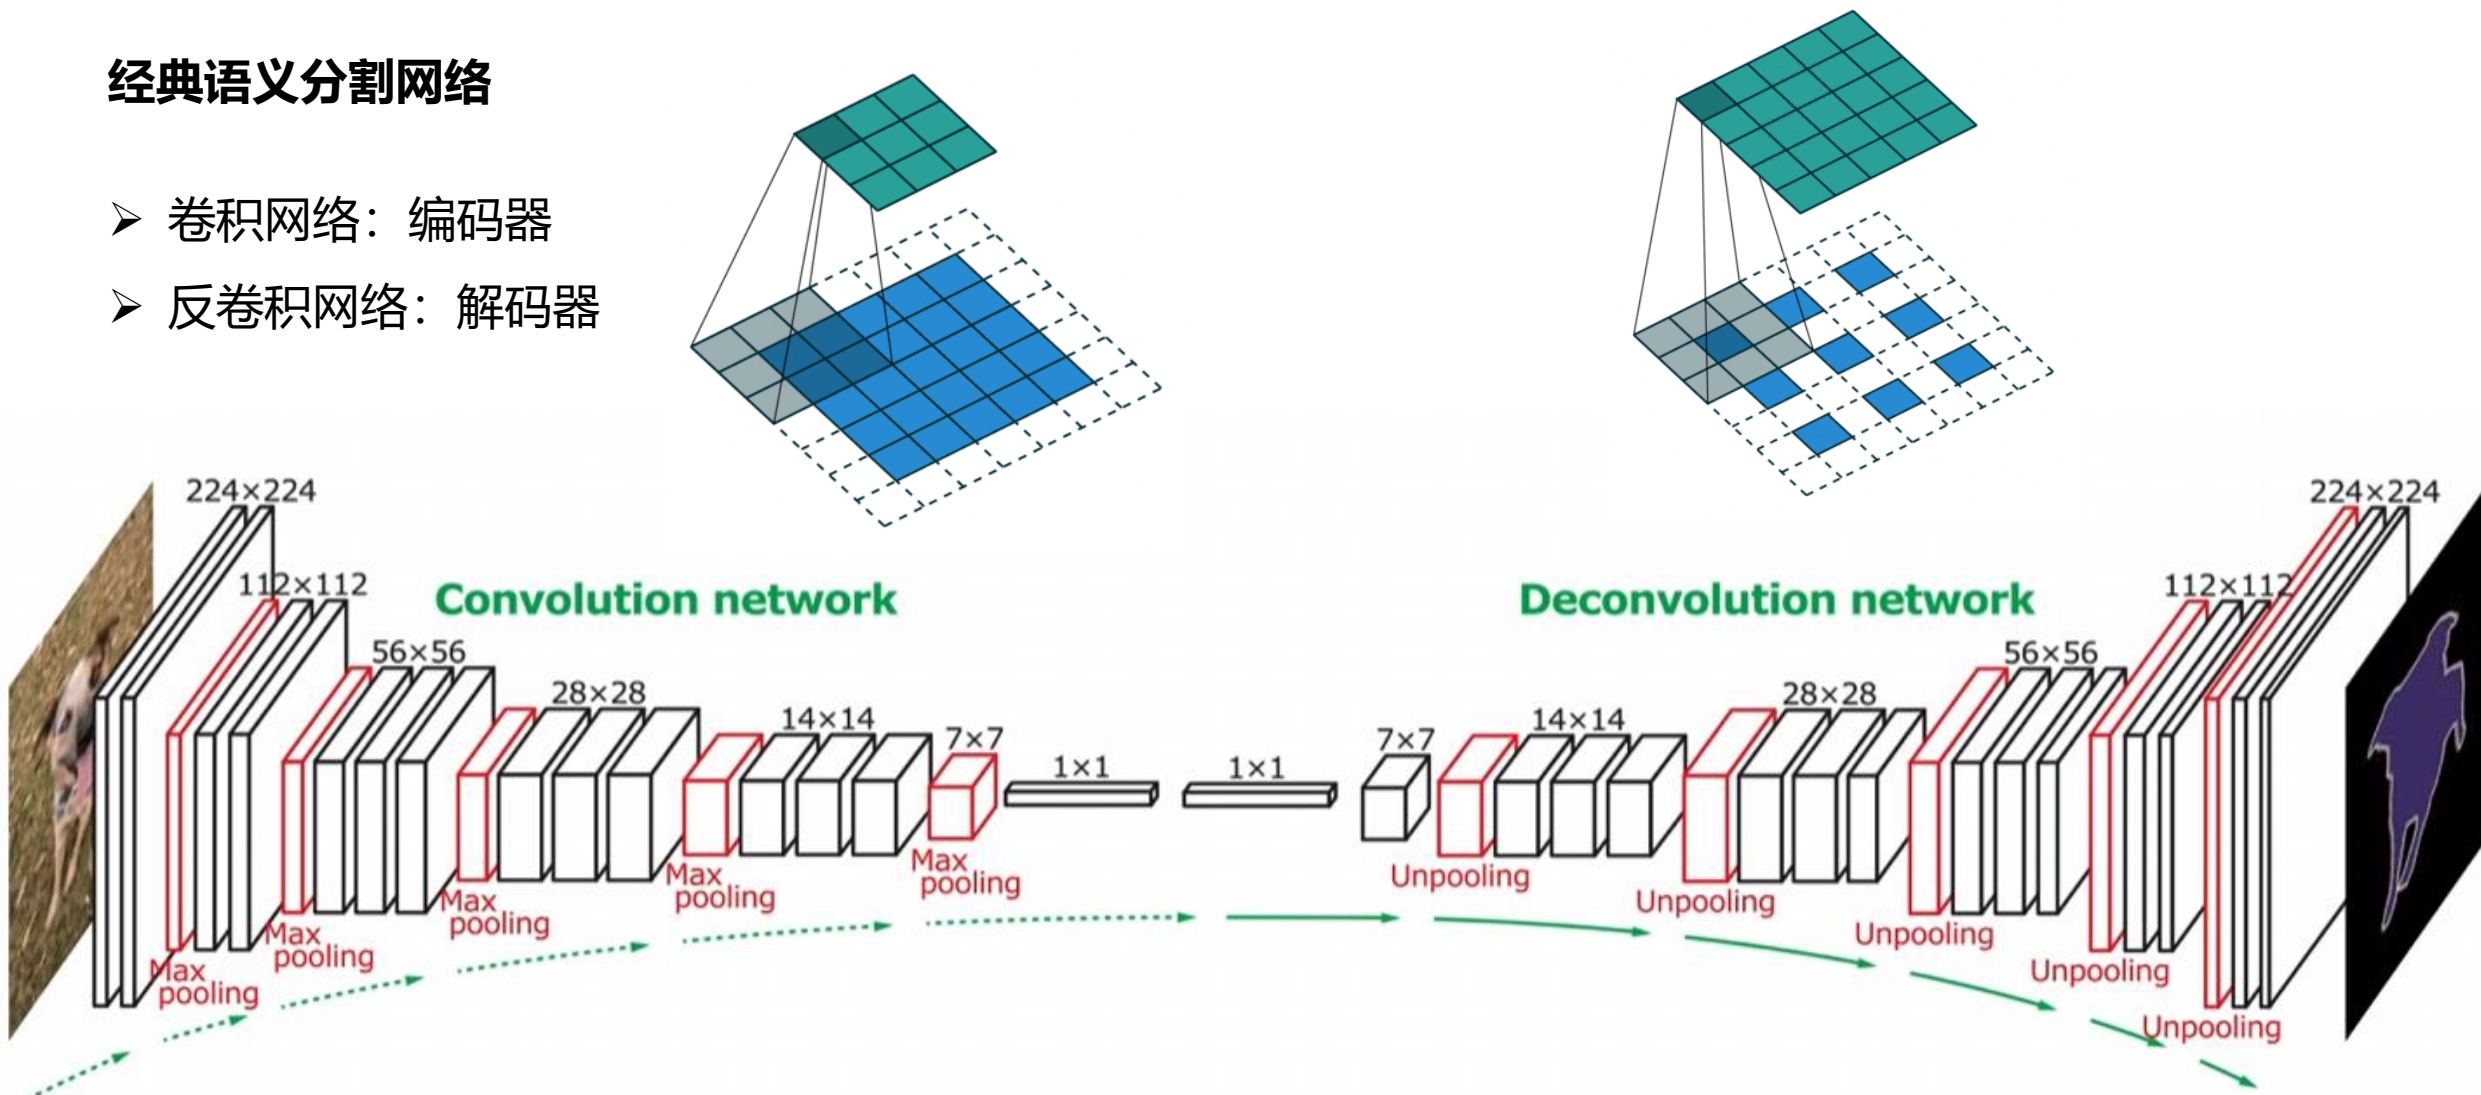 经典语义分割网络
➢ 卷积网络：编码器
➢ 反卷积网络：解码器
224×224
112×112
56×56
28×28
14×14
7×7
1×1
1×1
7×7
14×14
28×28
56×56
112×112
224×224
Convolution network
Deconvolution network
Max
pooling
Max
pooling
Max
pooling
Max
pooling
Max
pooling
Unpooling
Unpooling
Unpooling
Unpooling
Unpooling